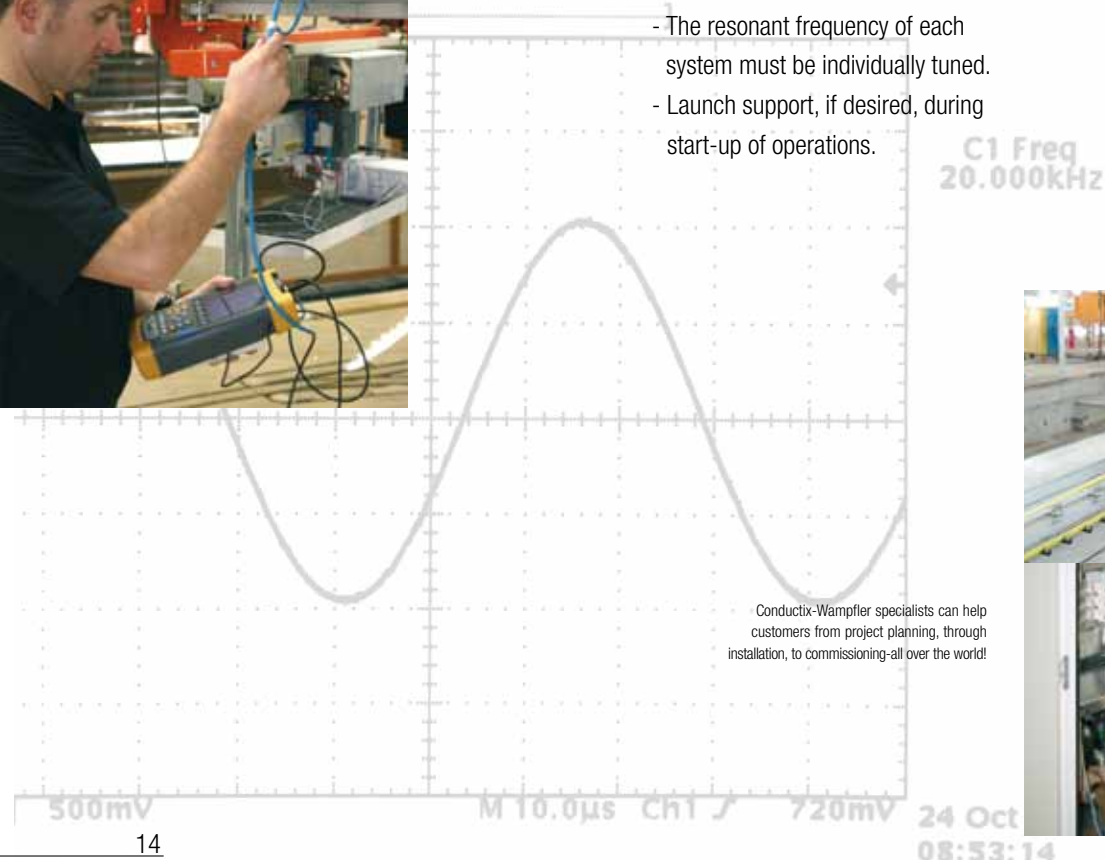 - The resonant frequency of each
system must be individually tuned.
- Launch support, if desired, during
start-up of operations.
C1 Freq
20.000kHz
Conductix-Wampfler specialists can help
customers from project planning, through
installation, to commissioning-all over the world!
500mV
M 10.0µs Ch1 720mV
24 Oct
08:53:14
14